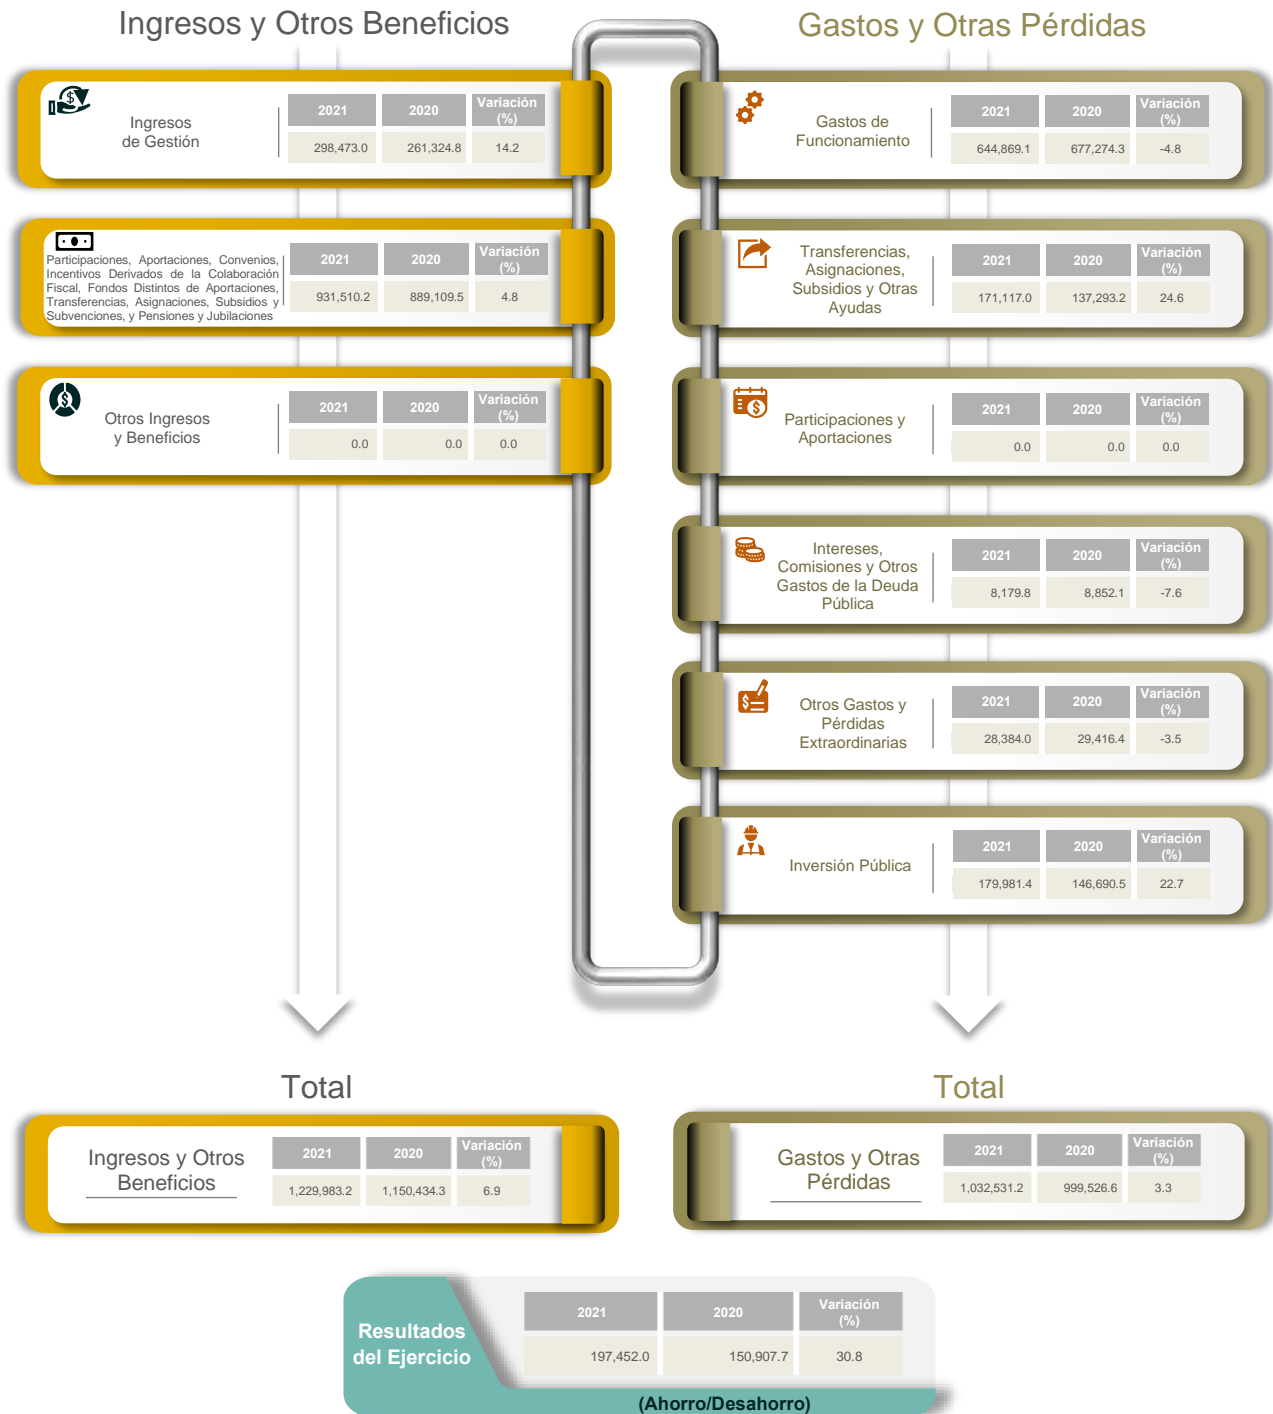 Ingresos y Otros Beneficios
Ingresos
de Gestión
2021 2020 Variación (%)
298,473.0 261,324.8 14.2
Participaciones, Aportaciones, Convenios,
Incentivos Derivados de la Colaboración
Fiscal, Fondos Distintos de Aportaciones,
Transferencias, Asignaciones, Subsidios y
Subvenciones, y Pensiones y Jubilaciones
2021 2020 Variación (%)
931,510.2 889,109.5 4.8
Otros Ingresos
y Beneficios
2021 2020 Variación (%)
0.0 0.0 0.0
Gastos y Otras Pérdidas
Gastos de
Funcionamiento
2021 2020 Variación (%)
644,869.1 677,274.3 -4.8
Transferencias,
Asignaciones,
Subsidios y Otras
Ayudas
2021 2020 Variación (%)
171,117.0 137,293.2 24.6
Participaciones y
Aportaciones
2021 2020 Variación (%)
0.0 0.0 0.0
Intereses,
Comisiones y Otros
Gastos de la Deuda
Pública
2021 2020 Variación (%)
8,179.8 8,852.1 -7.6
Otros Gastos y
Pérdidas
Extraordinarias
2021 2020 Variación (%)
28,384.0 29,416.4 -3.5
Inversión Pública
2021 2020 Variación (%)
179,981.4 146,690.5 22.7
Total
Ingresos y Otros
Beneficios
2021 2020 Variación (%)
1,229,983.2 1,150,434.3 6.9
Total
Gastos y Otras
Pérdidas
2021 2020 Variación (%)
1,032,531.2 999,526.6 3.3
Resultados
del Ejercicio
2021 2020 Variación (%)
197,452.0 150,907.7 30.8
(Ahorro/Desahorro)